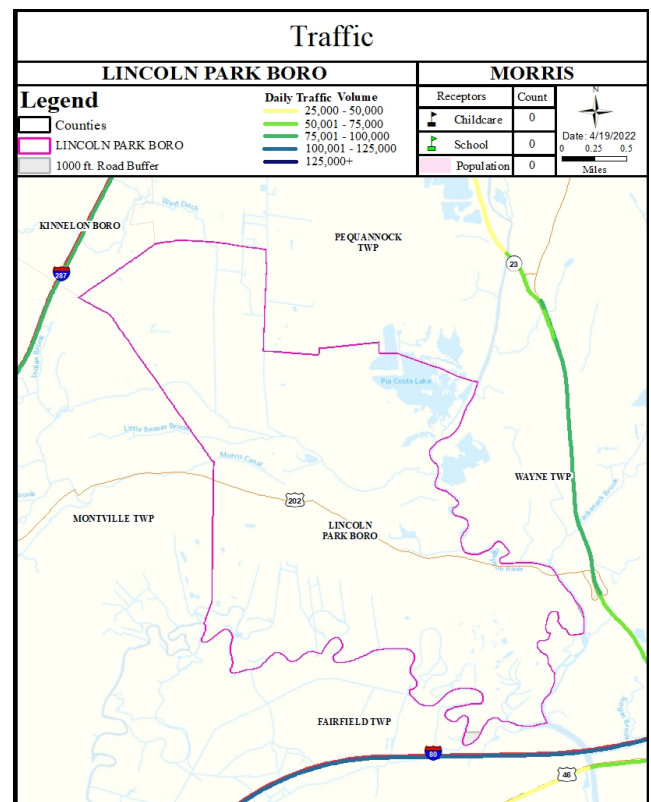 Traffic
LINCOLN PARK BORO
MORRIS
Legend
Counties
LINCOLN PARK BORO
1000 ft. Road Buffer
Daily Traffic Volume
25,000 - 50,000
50,001 - 75,000
75,001 - 100,000
100,001 - 125,000
125,000+
Receptors Count
Childcare 0
School 0
Population 0
N
Date: 4/19/2022
0 0.25 0.5
Miles
KINNELON BORO
Ward Ditch
PEQUANNOCK
TWP
23
287
Indian Brook
Pia Costa Lake
Little Beaver Brook
Morris Canal
WAYNE TWP
202
MONTVILLE TWP
LINCOLN
PARK BORO
FAIRFIELD TWP
80
46